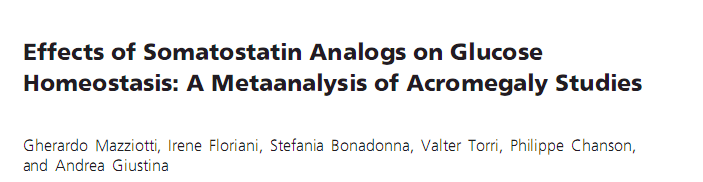 Effects of Somatostatin Analogs on Glucose
Homeostasis: A Metaanalysis of Acromegaly Studies
Gherardo Mazziotti, Irene Floriani, Stefania Bonadonna, Valter Torri, Philippe Chanson,
and Andrea Giustina